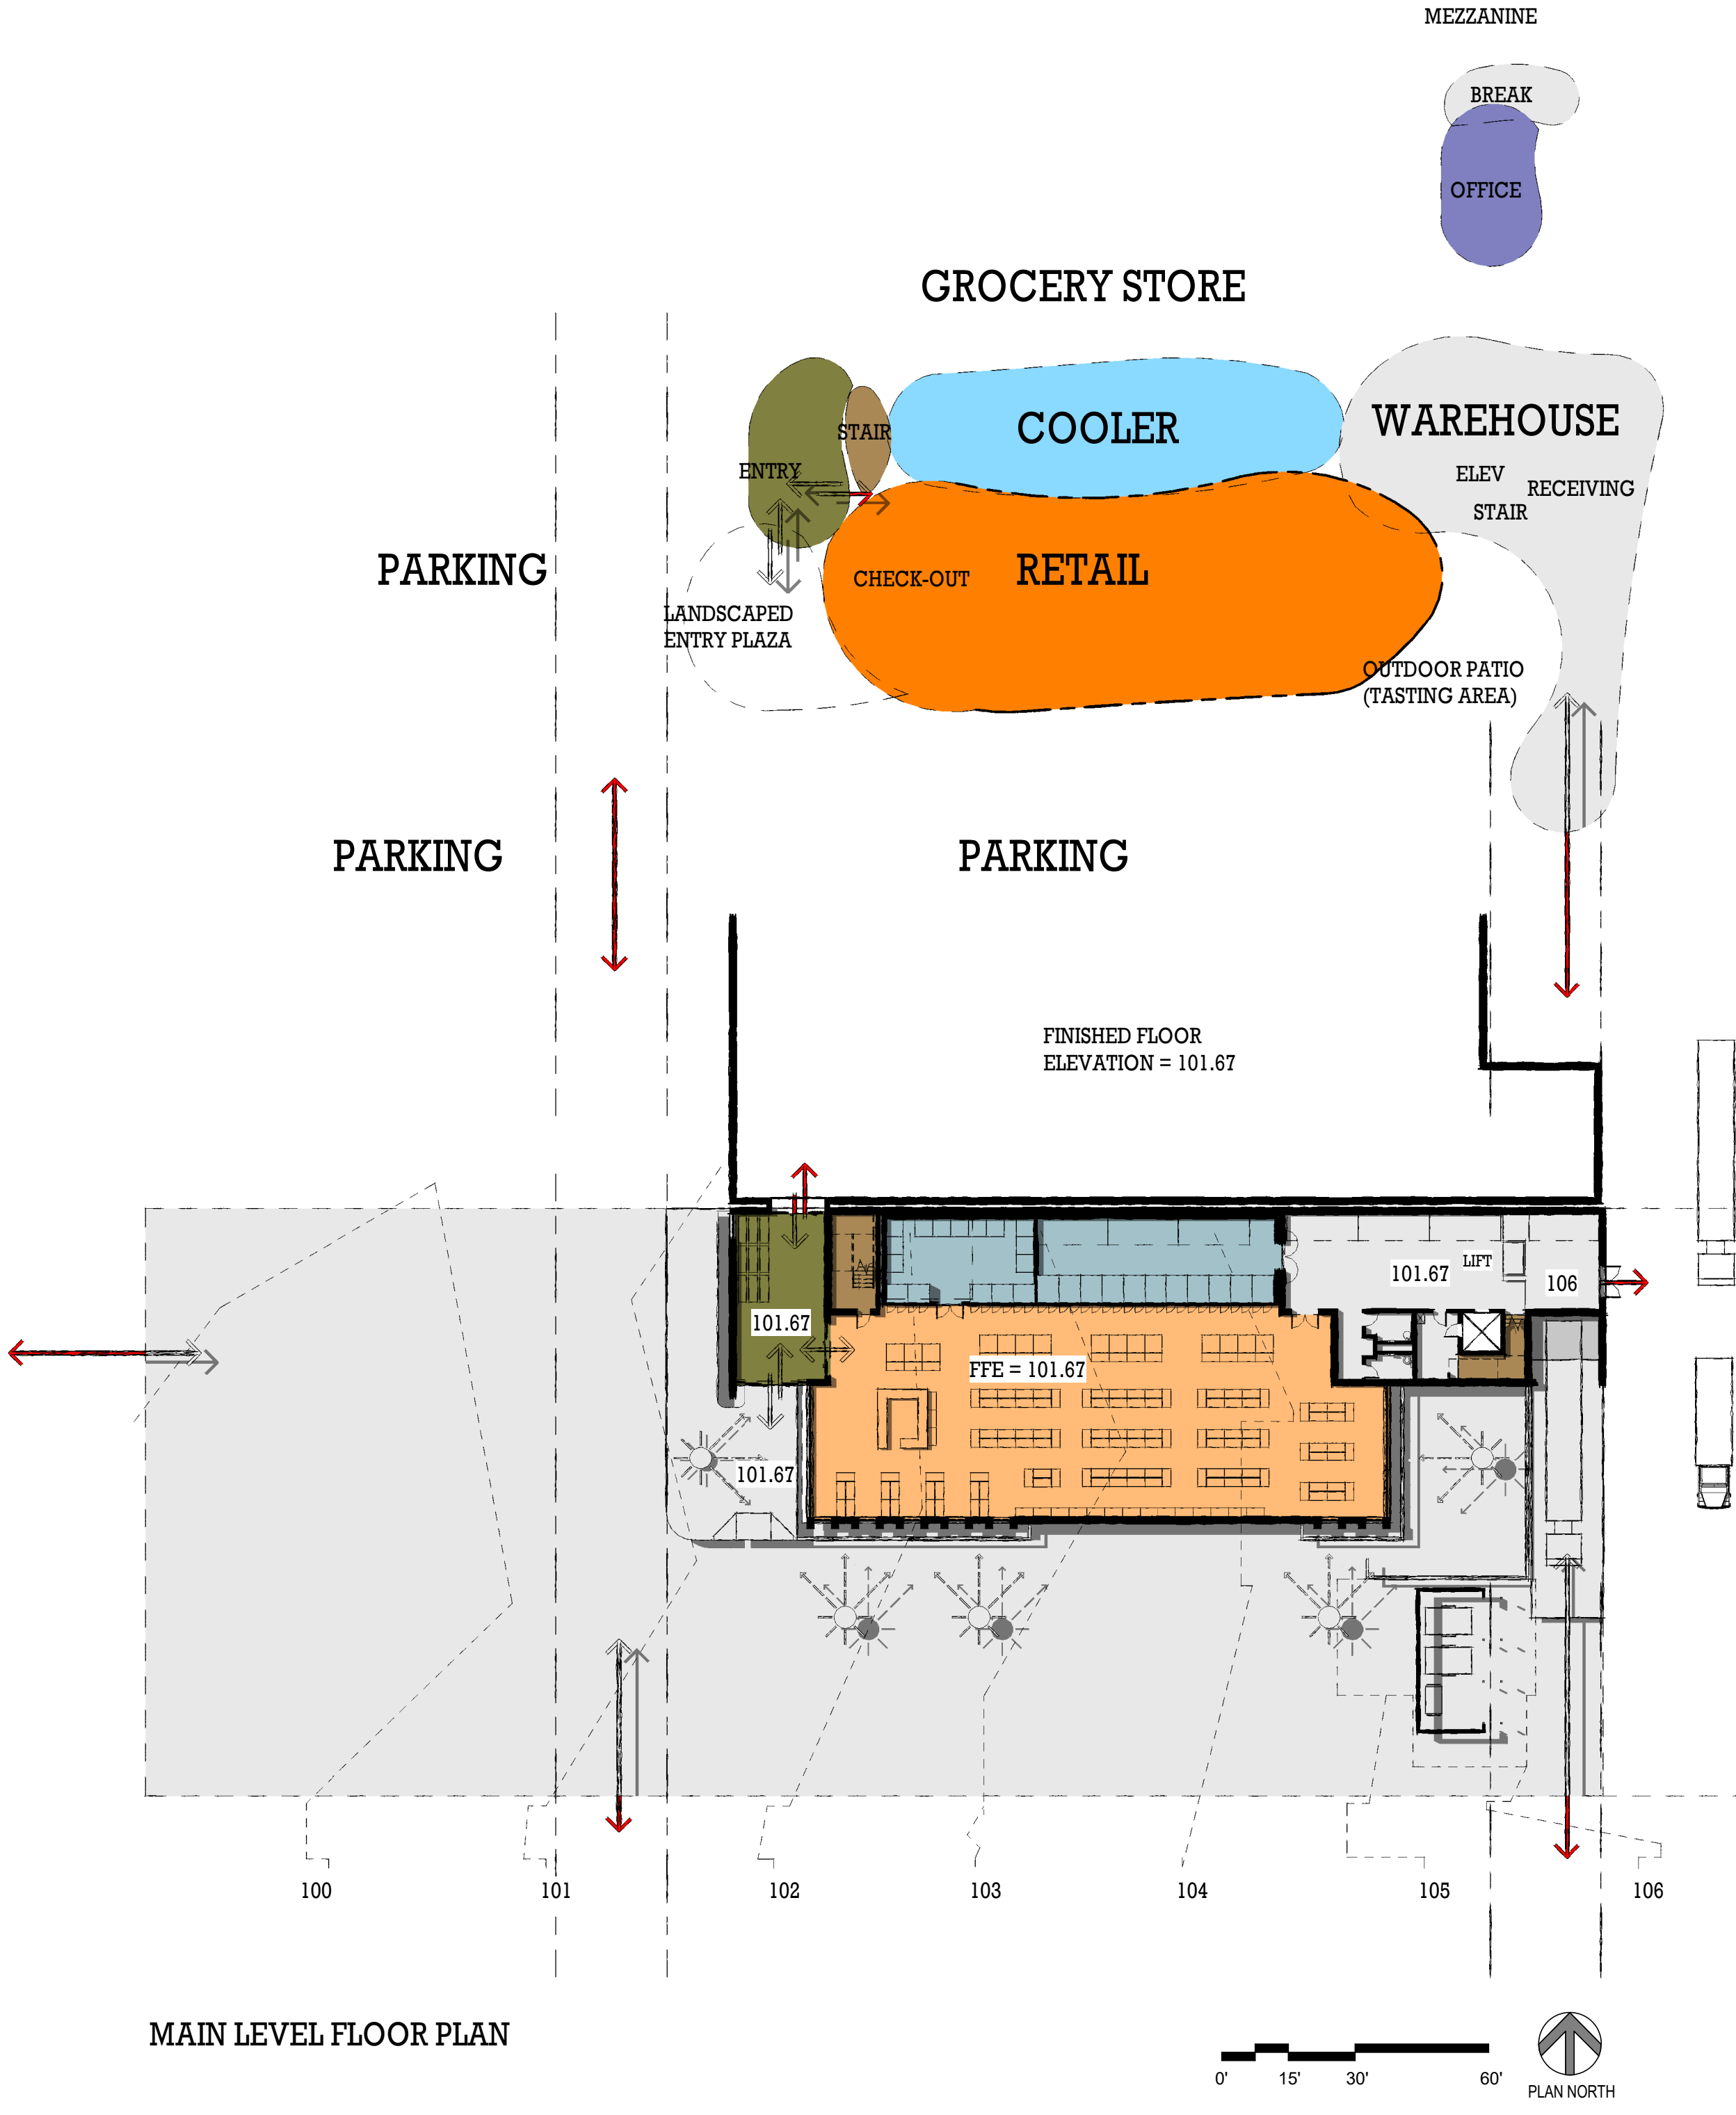 MEZZANINE
BREAK
OFFICE
GROCERY STORE
STAIR
COOLER
WAREHOUSE
ENTRY
ELEV
RECEIVING
STAIR
PARKING
CHECK-OUT
RETAIL
LANDSCAPED
ENTRY PLAZA
OUTDOOR PATIO
(TASTING AREA)
PARKING
PARKING
FINISHED FLOOR
ELEVATION = 101.67
101.67
LIFT
106
101.67
FFE = 101.67
101.67
100
101
102
103
104
105
106
MAIN LEVEL FLOOR PLAN
0'
15'
30'
60'
PLAN NORTH